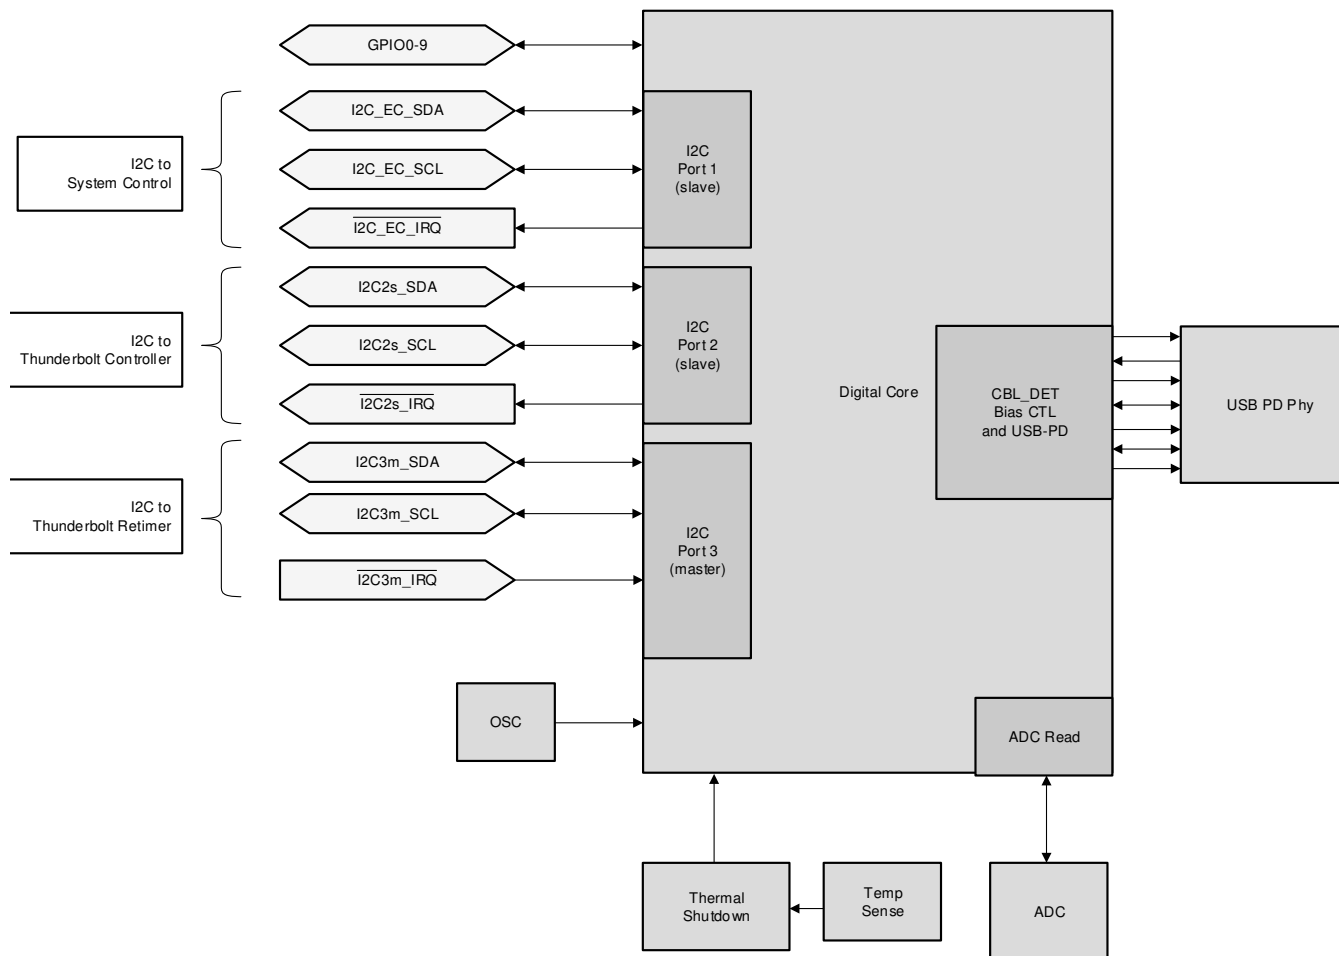 GPIO0-9
I2C to
System Control
I2C_EC_SDA
I2C_EC_SCL
I2C_EC_IRQ
I2C
Port 1
(slave)
I2C to
Thunderbolt Controller
I2C2s_SDA
I2C2s_SCL
I2C2s_IRQ
I2C
Port 2
(slave)
I2C to
Thunderbolt Retimer
I2C3m_SDA
I2C3m_SCL
I2C3m_IRQ
I2C
Port 3
(master)
Digital Core
CBL_DET
Bias CTL
and USB-PD
USB PD Phy
OSC
ADC Read
Thermal
Shutdown
Temp
Sense
ADC